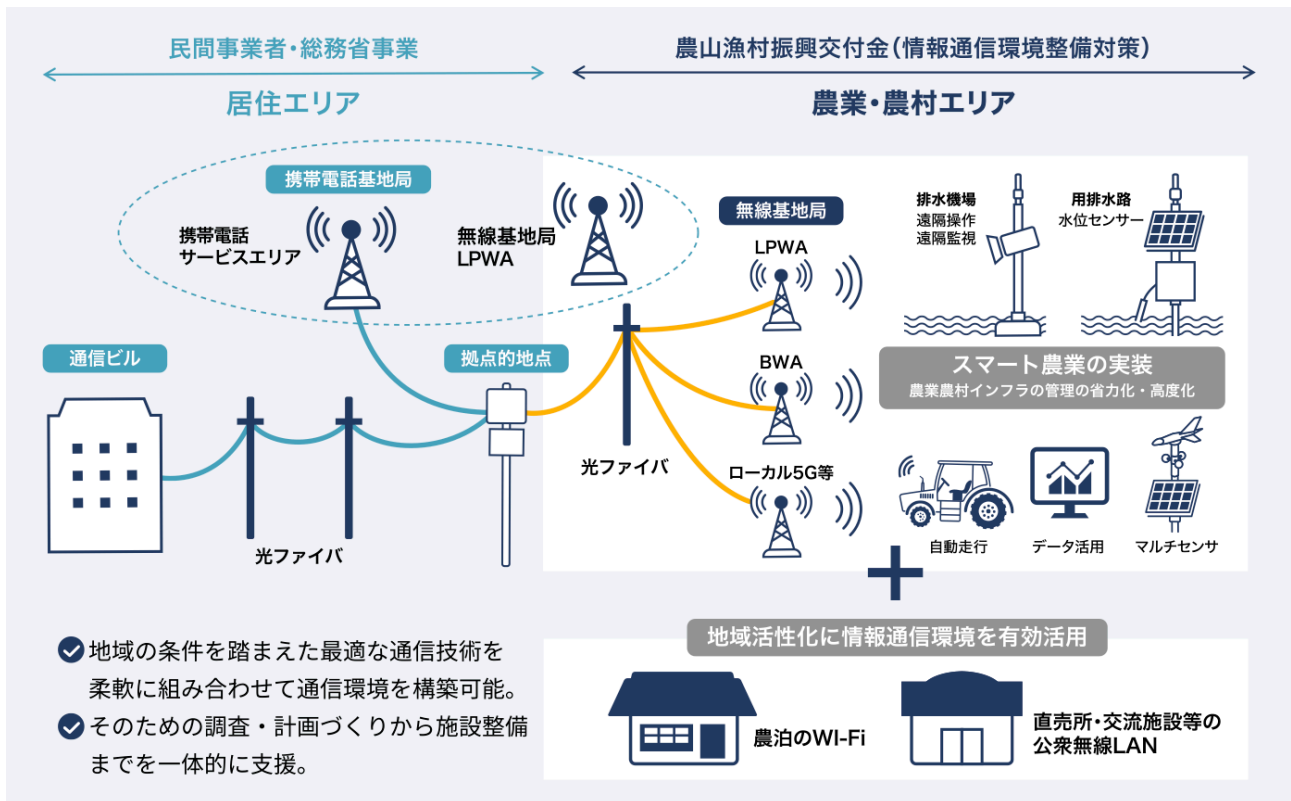 民間事業者・総務省事業
居住エリア
農山漁村振興交付金(情報通信環境整備対策)
農業・農村エリア
携帯電話基地局
携帯電話
サービスエリア
無線基地局
LPWA
無線基地局
LPWA
BWA
ローカル5G等
排水機場
遠隔操作
遠隔監視
用排水路
水位センサー
通信ビル
拠点的地点
光ファイバ
光ファイバ
スマート農業の実装
農業農村インフラの管理の省力化・高度化
自動走行
データ活用
マルチセンサ
地域の条件を踏まえた最適な通信技術を
柔軟に組み合わせて通信環境を構築可能。
そのための調査・計画づくりから施設整備
までを一体的に支援。
+
地域活性化に情報通信環境を有効活用
農泊のWI-Fi
直売所・交流施設等の
公衆無線LAN